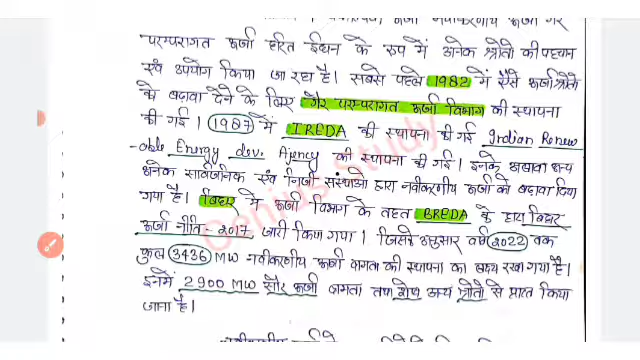 परम्परागत ऊर्जा हरित ईंधन के रूप में अनेक श्रोतो की पहचान
एवं उपयोग किया जा रहा है। सबसे पहले 1982 में ऐसे ऊर्जा श्रोतो
को बढ़ावा देने के लिए गैर परम्परागत ऊर्जा विभाग की स्थापना
की गई। 1987 में IREDA की स्थापना की गई Indian Renew
-able Energy dev. Ajency की स्थापना की गई। इनके अलावा अन्य
अनेक सार्वजनिक एवं निजी संस्थाओ द्वारा नवीकरणीय ऊर्जा को बढ़ावा दिया
गया है। बिहार में ऊर्जा विभाग के तहत BREDA के द्वारा बिहार
ऊर्जा नीति-2017, जारी किया गया। जिसके अनुसार वर्ष 2022 तक
कुल 3436 MW नवीकरणीय ऊर्जा क्षमता की स्थापना का लक्ष्य रखा गया है।
इनमें 2900 MW सौर ऊर्जा क्षमता तथा शेष अन्य श्रोतो से प्राप्त किया
जाना है।
Genius Study